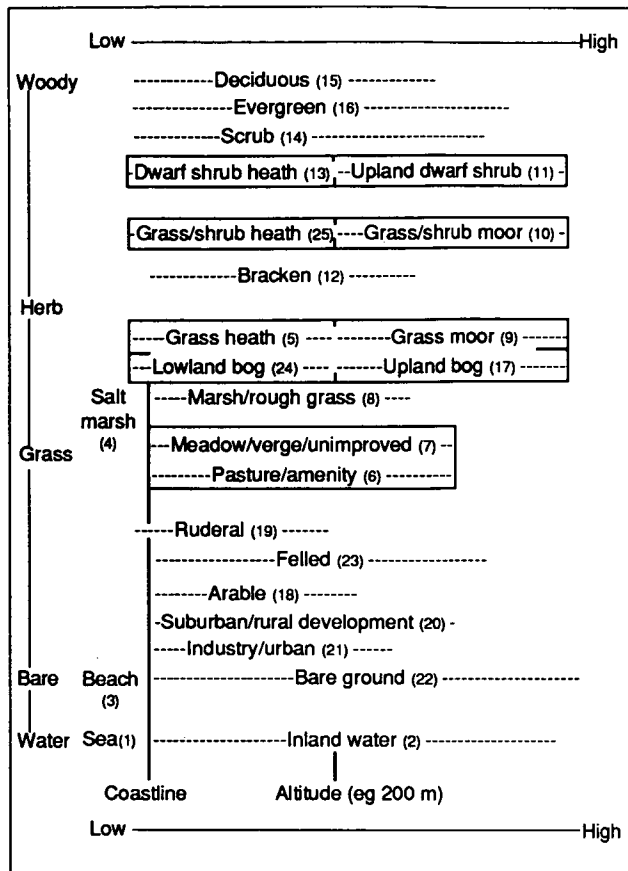 Low High
Woody Deciduous (15)
Evergreen (16)
Scrub (14)
Dwarf shrub heath (13) Upland dwarf shrub (11)
Grass/shrub heath (25) Grass/shrub moor (10)
Bracken (12)
Herb
Grass heath (5) Grass moor (9)
Lowland bog (24) Upland bog (17)
Salt marsh (4) Marsh/rough grass (8)
Grass Meadow/verge/unimproved (7)
Pasture/amenity (6)
Ruderal (19)
Felled (23)
Arable (18)
Suburban/rural development (20)
Industry/urban (21)
Bare Beach (3) Bare ground (22)
Water Sea(1) Inland water (2)
Coastline Altitude (eg 200 m)
Low High